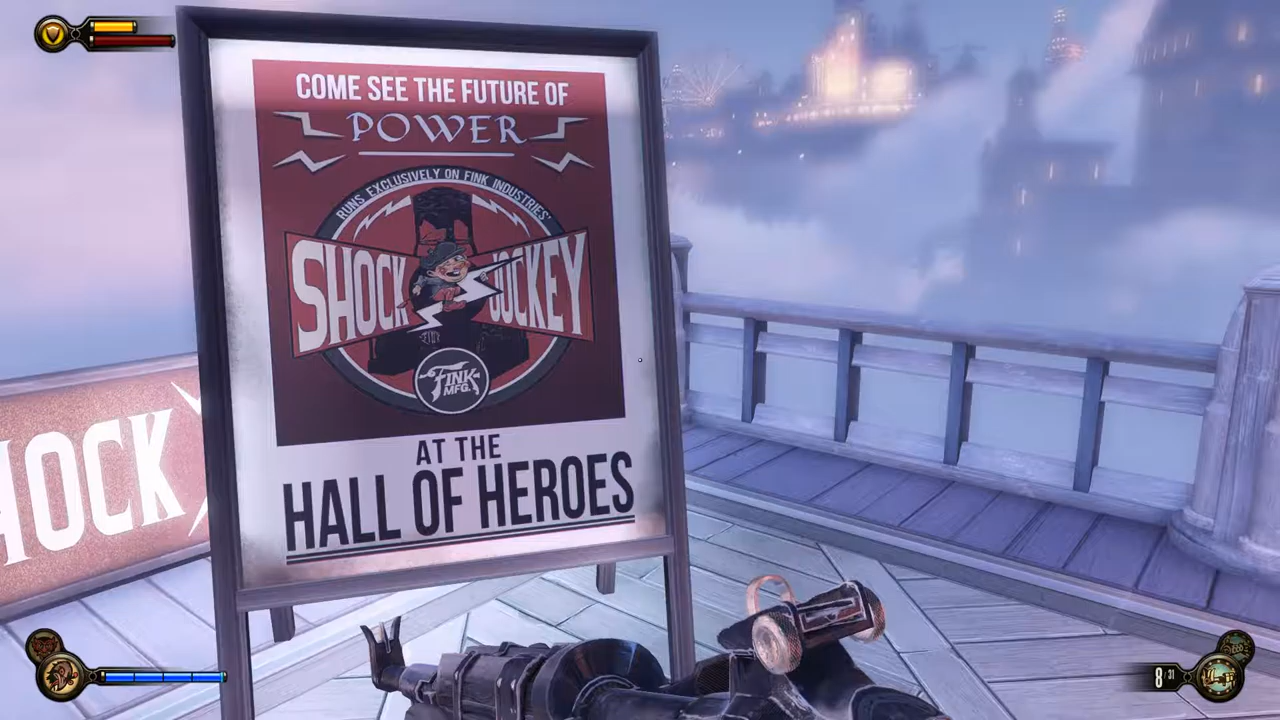 COME SEE THE FUTURE OF
POWER
RUNS EXCLUSIVELY ON FINK INDUSTRIES'
SHOCK JOCKEY
FINK
MFG.
AT THE
HALL OF HEROES
HOCK
8/31